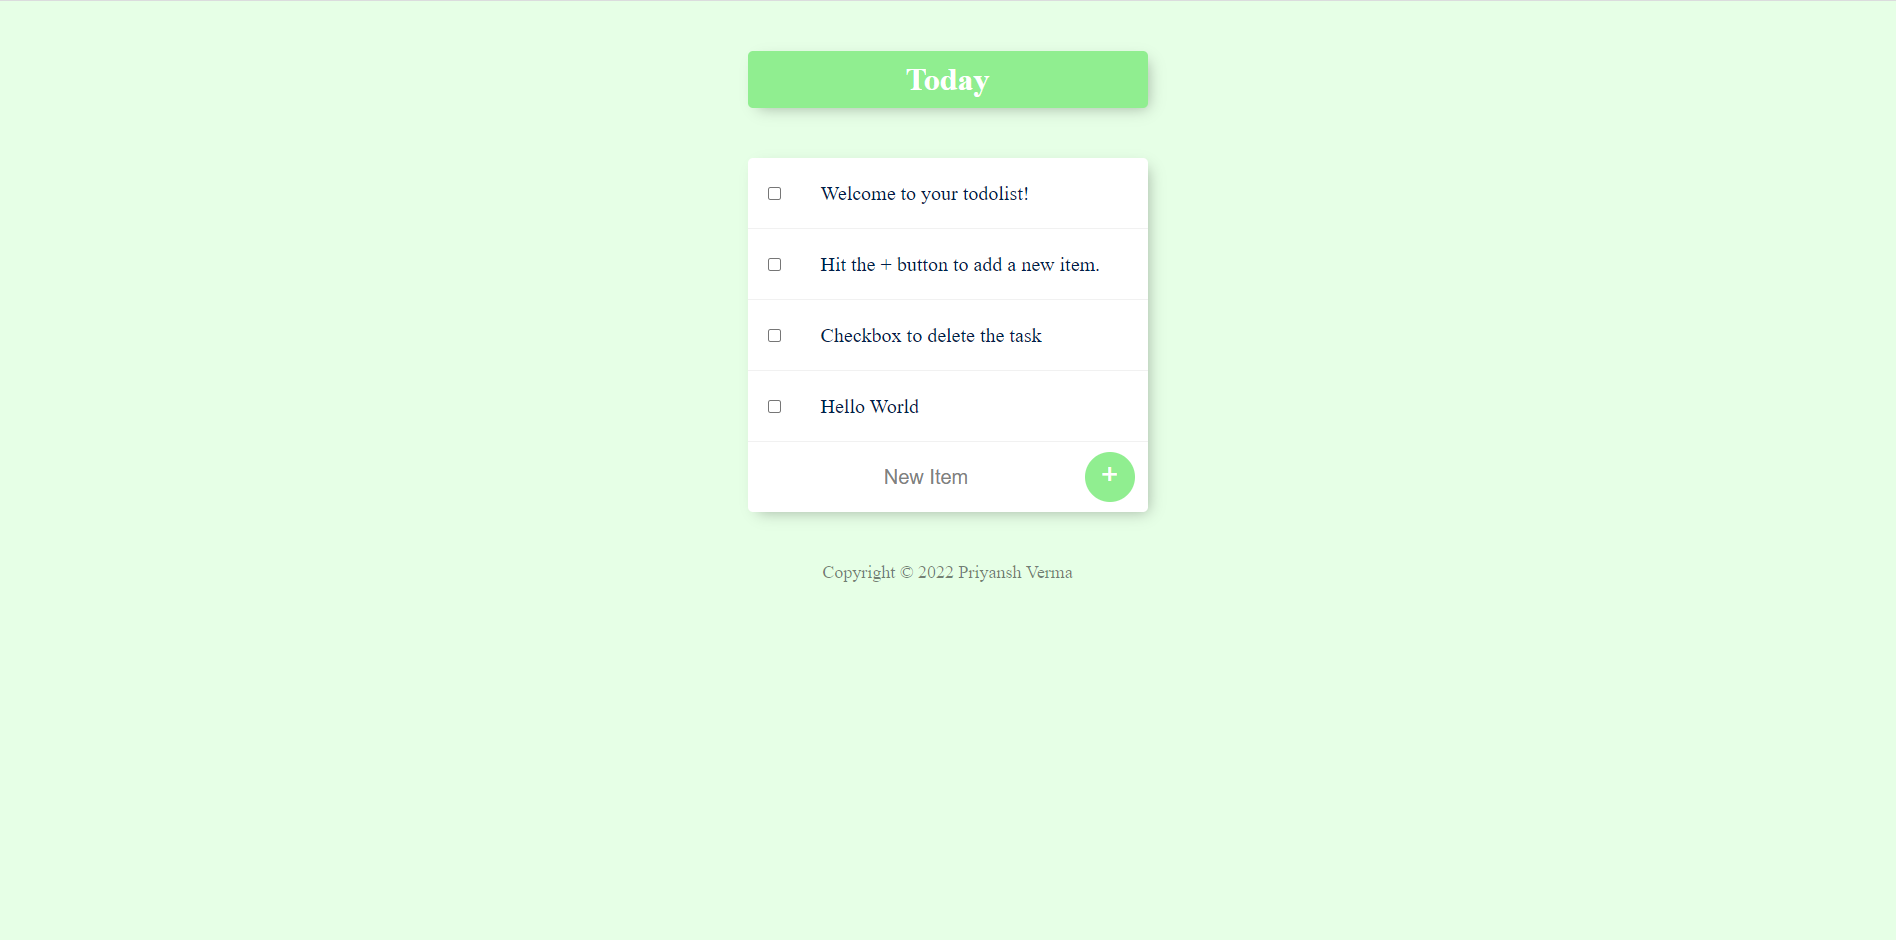 Today
Welcome to your todolist!
Hit the + button to add a new item.
Checkbox to delete the task
Hello World
New Item +
Copyright © 2022 Priyansh Verma